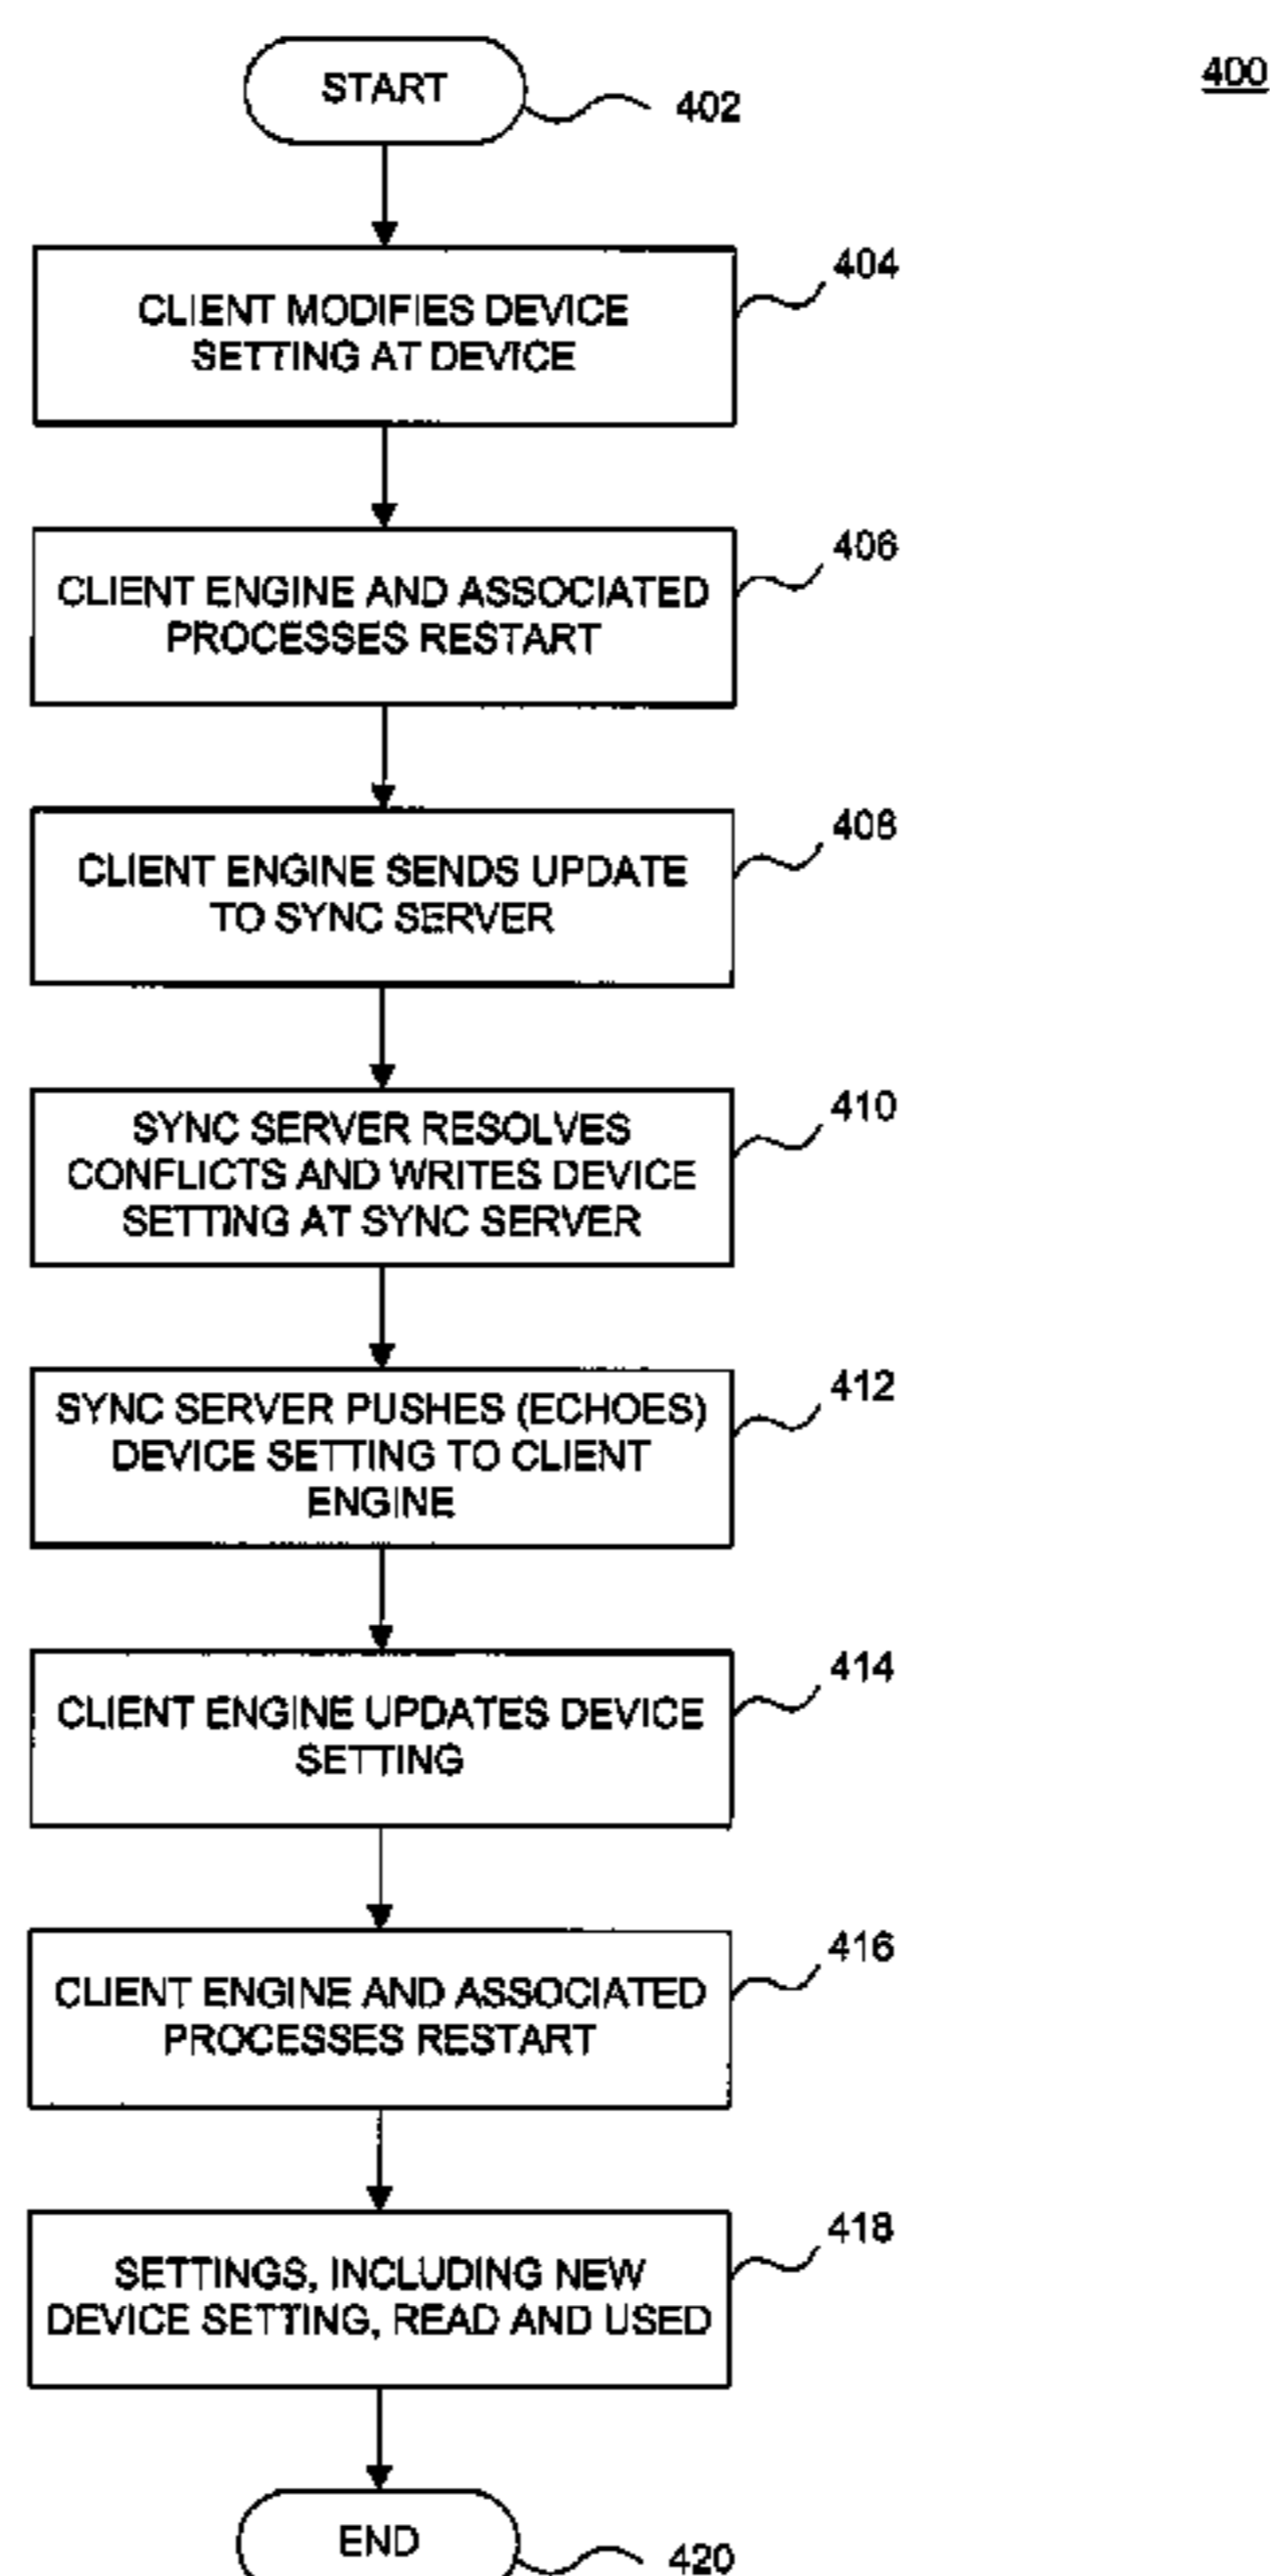 400
START
402
CLIENT MODIFIES DEVICE
SETTING AT DEVICE
404
CLIENT ENGINE AND ASSOCIATED
PROCESSES RESTART
406
CLIENT ENGINE SENDS UPDATE
TO SYNC SERVER
408
SYNC SERVER RESOLVES
CONFLICTS AND WRITES DEVICE
SETTING AT SYNC SERVER
410
SYNC SERVER PUSHES (ECHOES)
DEVICE SETTING TO CLIENT
ENGINE
412
CLIENT ENGINE UPDATES DEVICE
SETTING
414
CLIENT ENGINE AND ASSOCIATED
PROCESSES RESTART
416
SETTINGS, INCLUDING NEW
DEVICE SETTING, READ AND USED
418
END
420